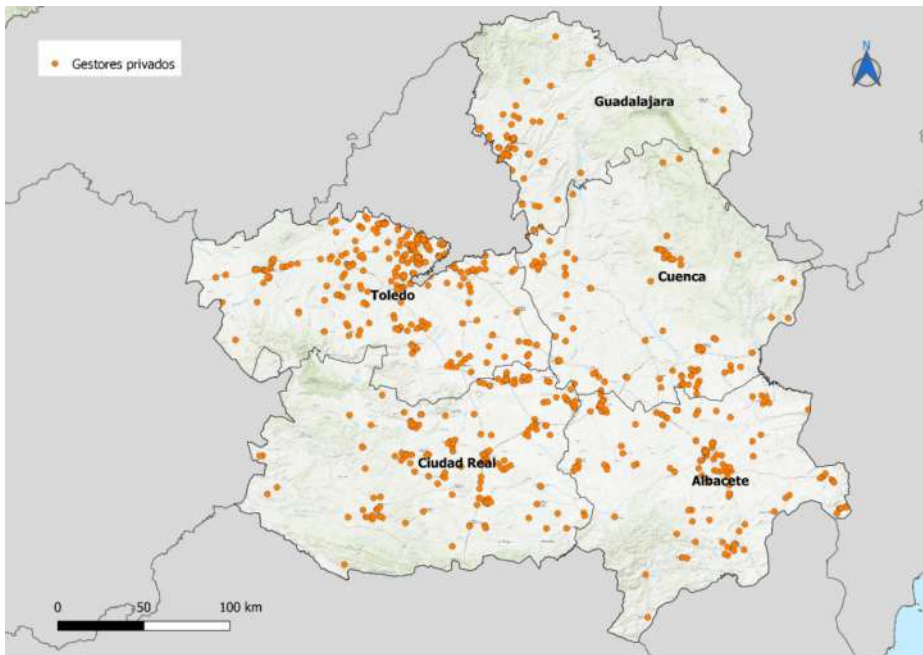 Gestores privados
N
Guadalajara
Cuenca
Toledo
Ciudad Real
Albacete
0 50 100 km